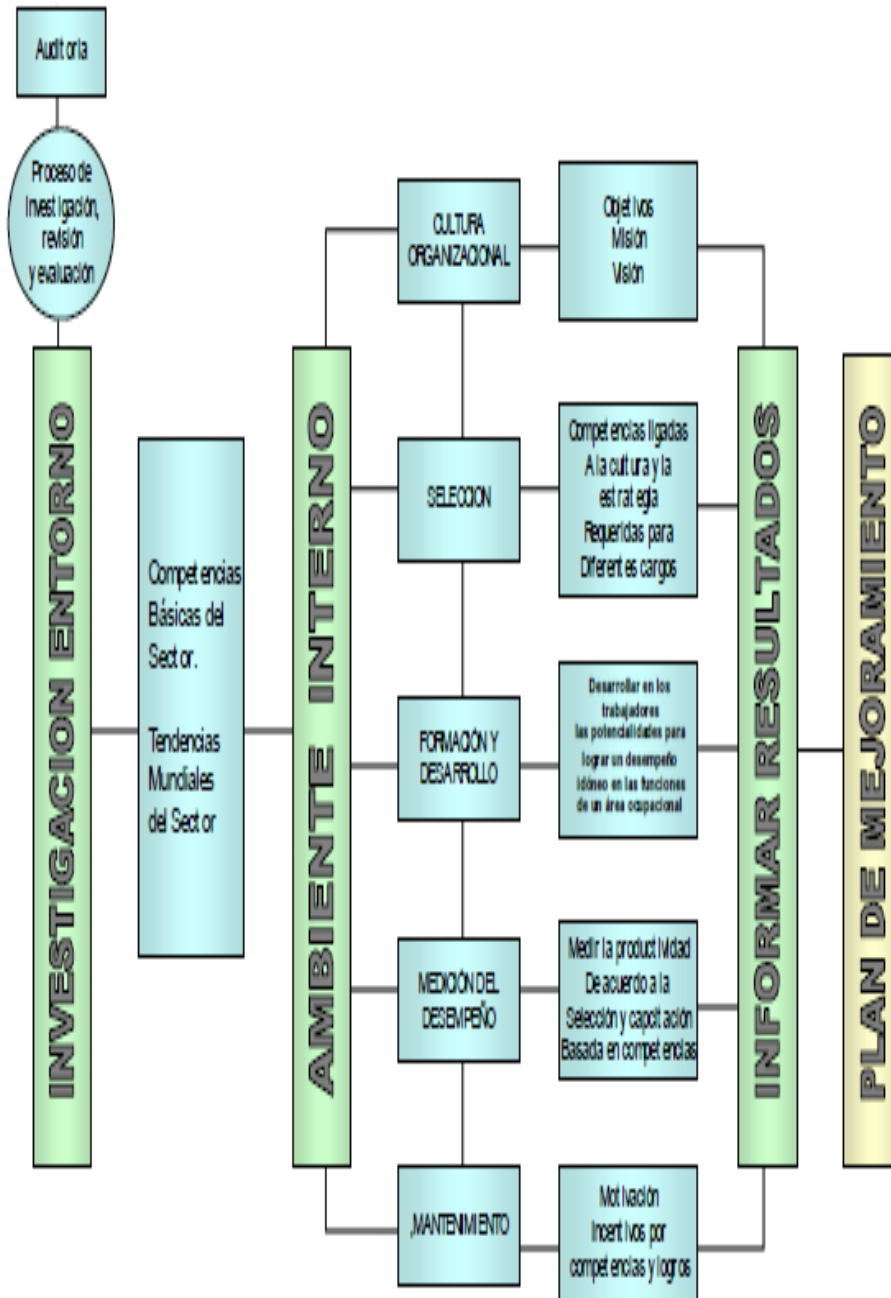 Auditoria
Proceso de
Investigación,
revisión
y evaluación
INVESTIGACION ENTORNO
Competencias
Básicas del
Sector.
Tendencias
Mundiales
del Sector
AMBIENTE INTERNO
CULTURA
ORGANIZACIONAL
Objetivos
Misión
Visión
SELECCION
Competencias ligadas
A la cultura y la
estrategia
Requeridas para
Diferentes cargos
FORMACIÓN Y
DESARROLLO
Desarrollar en los
trabajadores
las potencialidades para
lograr un desempeño
idóneo en las funciones
de un área ocupacional
MEDICIÓN DEL
DESEMPEÑO
Medir la productividad
De acuerdo a la
Selección y capcitación
Basada en competencias
,MANTENIMIENTO
Motivación
Incentivos por
competencias y logros
INFORMAR RESULTADOS
PLAN DE MEJORAMIENTO